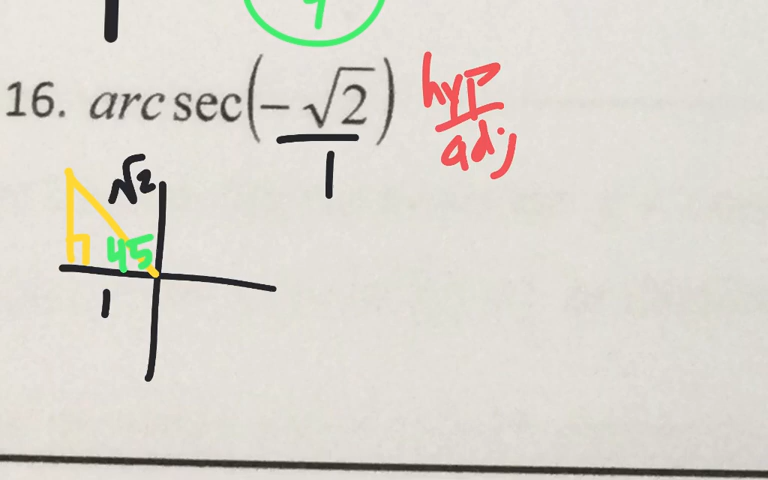 16. arc sec(-√2) hyp
1 adj
√2
45
1